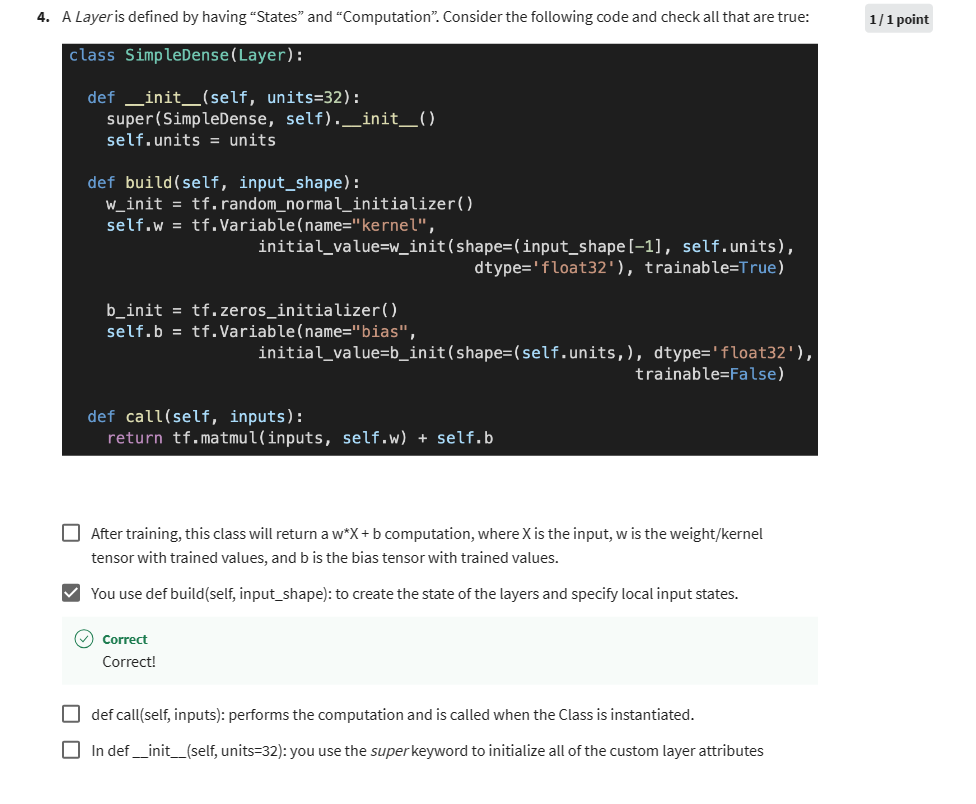 4. A Layer is defined by having “States” and “Computation”. Consider the following code and check all that are true:
1 / 1 point
class SimpleDense(Layer):
def __init__(self, units=32):
super(SimpleDense, self).__init__()
self.units = units
def build(self, input_shape):
w_init = tf.random_normal_initializer()
self.w = tf.Variable(name="kernel",
initial_value=w_init(shape=(input_shape[-1], self.units),
dtype='float32'), trainable=True)
b_init = tf.zeros_initializer()
self.b = tf.Variable(name="bias",
initial_value=b_init(shape=(self.units,), dtype='float32'),
trainable=False)
def call(self, inputs):
return tf.matmul(inputs, self.w) + self.b
After training, this class will return a w*X + b computation, where X is the input, w is the weight/kernel
tensor with trained values, and b is the bias tensor with trained values.
You use def build(self, input_shape): to create the state of the layers and specify local input states.
Correct
Correct!
def call(self, inputs): performs the computation and is called when the Class is instantiated.
In def __init__(self, units=32): you use the super keyword to initialize all of the custom layer attributes